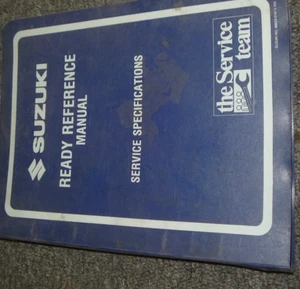 SUZUKI
READY REFERENCE
MANUAL
SERVICE SPECIFICATIONS
the Service
team